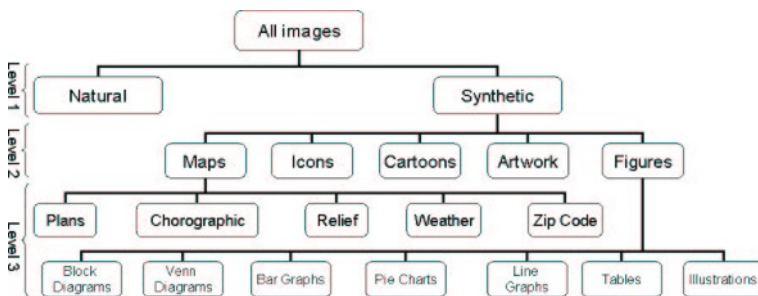 All images
Level 1
Natural
Synthetic
Level 2
Maps
Icons
Cartoons
Artwork
Figures
Level 3
Plans
Chorographic
Relief
Weather
Zip Code
Block
Diagrams
Venn
Diagrams
Bar Graphs
Pie Charts
Line
Graphs
Tables
Illustrations